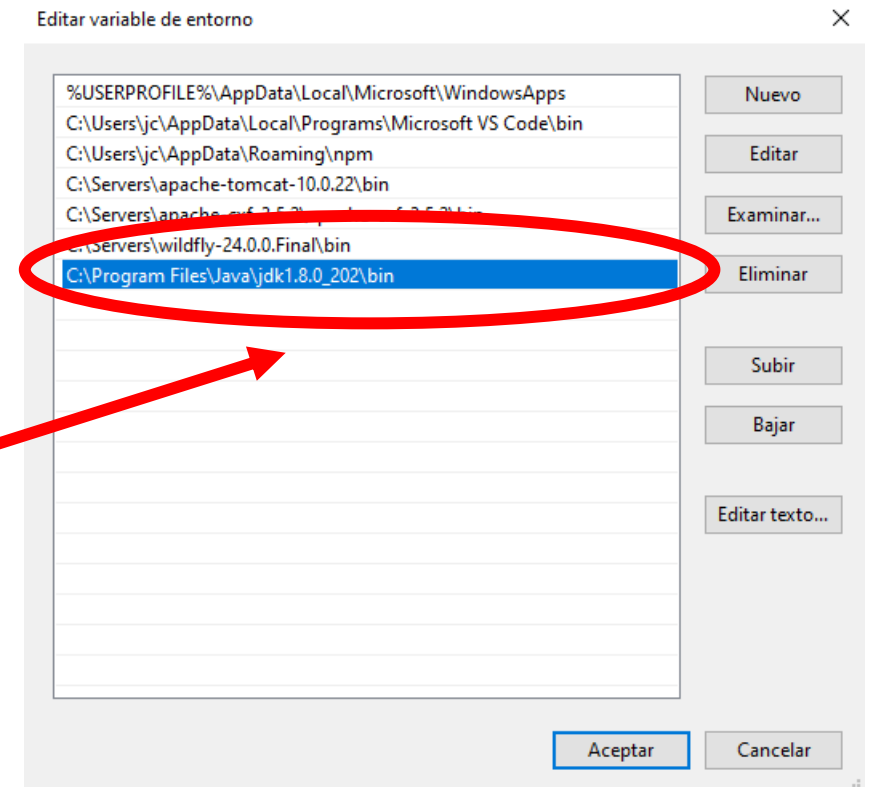 Editar variable de entorno
%USERPROFILE%\AppData\Local\Microsoft\WindowsApps
C:\Users\jc\AppData\Local\Programs\Microsoft VS Code\bin
C:\Users\jc\AppData\Roaming\npm
C:\Servers\apache-tomcat-10.0.22\bin
C:\Servers\wildfly-24.0.0.Final\bin
C:\Program Files\Java\jdk1.8.0_202\bin
Nuevo
Editar
Examinar...
Eliminar
Subir
Bajar
Editar texto...
Aceptar
Cancelar